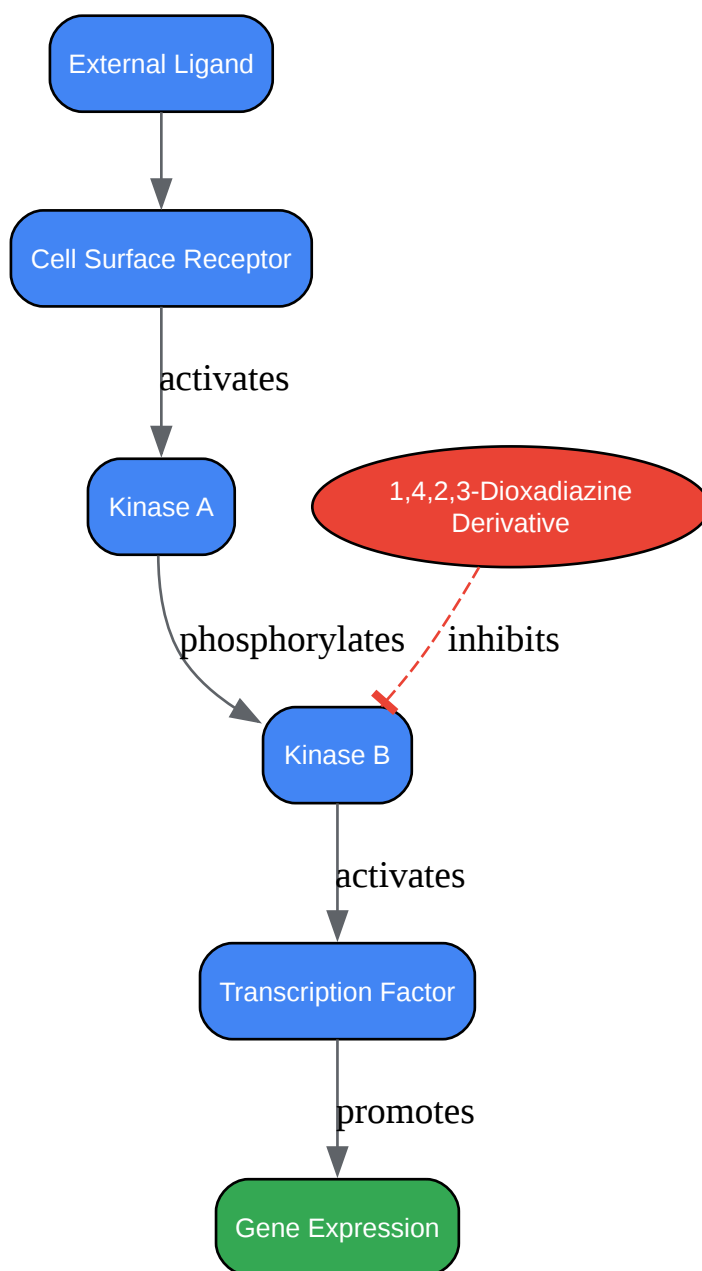 External Ligand
Cell Surface Receptor
activates
Kinase A
1,4,2,3-Dioxadiazine
Derivative
phosphorylates
inhibits
Kinase B
activates
Transcription Factor
promotes
Gene Expression